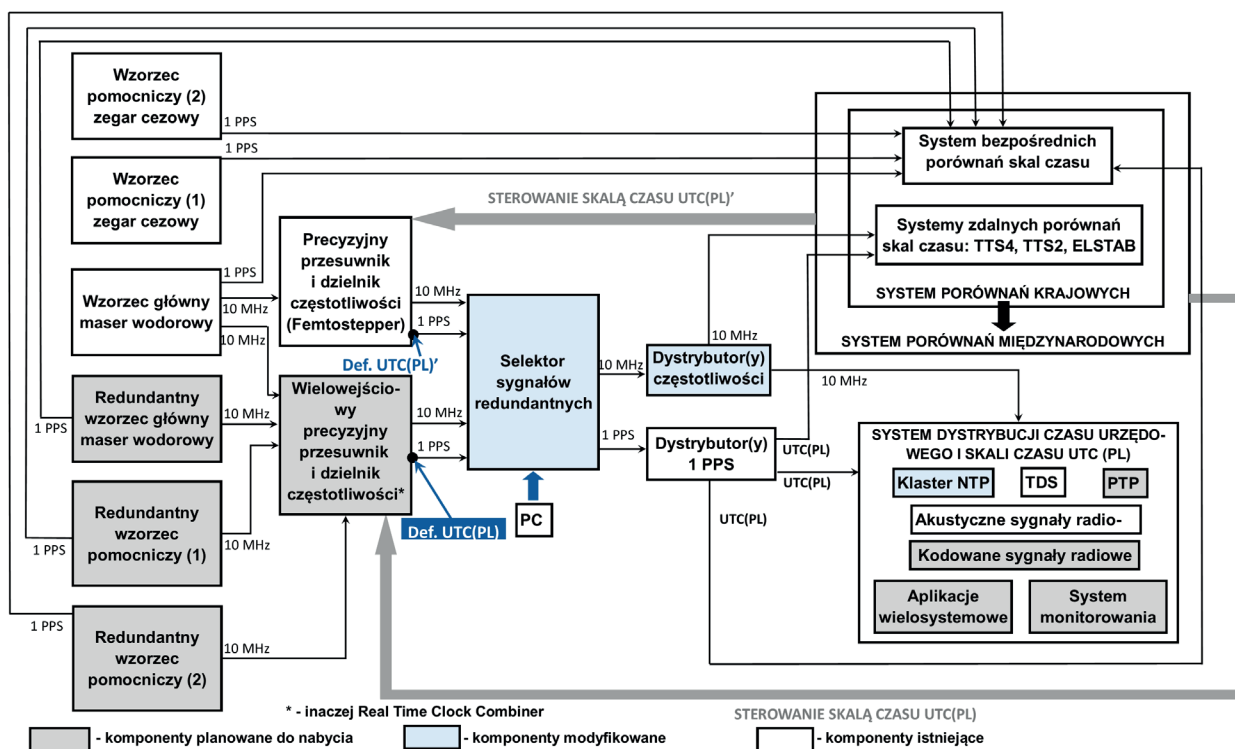 Wzorzec
pomocniczy (2)
zegar cezowy
1 PPS
Wzorzec
pomocniczy (1)
zegar cezowy
1 PPS
Wzorzec główny
maser wodorowy
1 PPS
10 MHz
10 MHz
Redundantny
wzorzec główny
maser wodorowy
1 PPS
10 MHz
Redundantny
wzorzec
pomocniczy (1)
1 PPS
10 MHz
Redundantny
wzorzec
pomocniczy (2)
1 PPS
10 MHz
Precyzyjny
przesuwnik
i dzielnik
częstotliwości
(Femtostepper)
10 MHz
1 PPS
Def. UTC(PL)’
Wielowejścio-
wy
precyzyjny
przesuwnik
i dzielnik
częstotliwości*
10 MHz
1 PPS
Def. UTC(PL)
Selektor
sygnałów
redundantnych
PC
10 MHz
1 PPS
Dystrybutor(y)
częstotliwości
10 MHz
10 MHz
Dystrybutor(y)
1 PPS
UTC(PL)
UTC(PL)
UTC(PL)
STEROWANIE SKALĄ CZASU UTC(PL)’
System bezpośrednich
porównań skal czasu
Systemy zdalnych porównań
skal czasu: TTS4, TTS2, ELSTAB
SYSTEM PORÓWNAŃ KRAJOWYCH
SYSTEM PORÓWNAŃ MIĘDZYNARODOWYCH
SYSTEM DYSTRYBUCJI CZASU URZĘDO-
WEGO I SKALI CZASU UTC (PL)
Klaster NTP
TDS
PTP
Akustyczne sygnały radio-
Kodowane sygnały radiowe
Aplikacje
wielosystemowe
System
monitorowania
STEROWANIE SKALĄ CZASU UTC(PL)
* - inaczej Real Time Clock Combiner
- komponenty planowane do nabycia
- komponenty modyfikowane
- komponenty istniejące